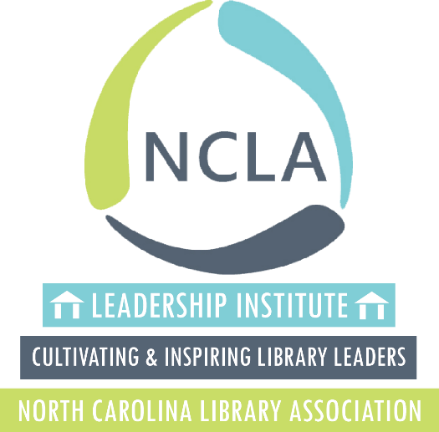 NCLA
LEADERSHIP INSTITUTE
CULTIVATING & INSPIRING LIBRARY LEADERS
NORTH CAROLINA LIBRARY ASSOCIATION